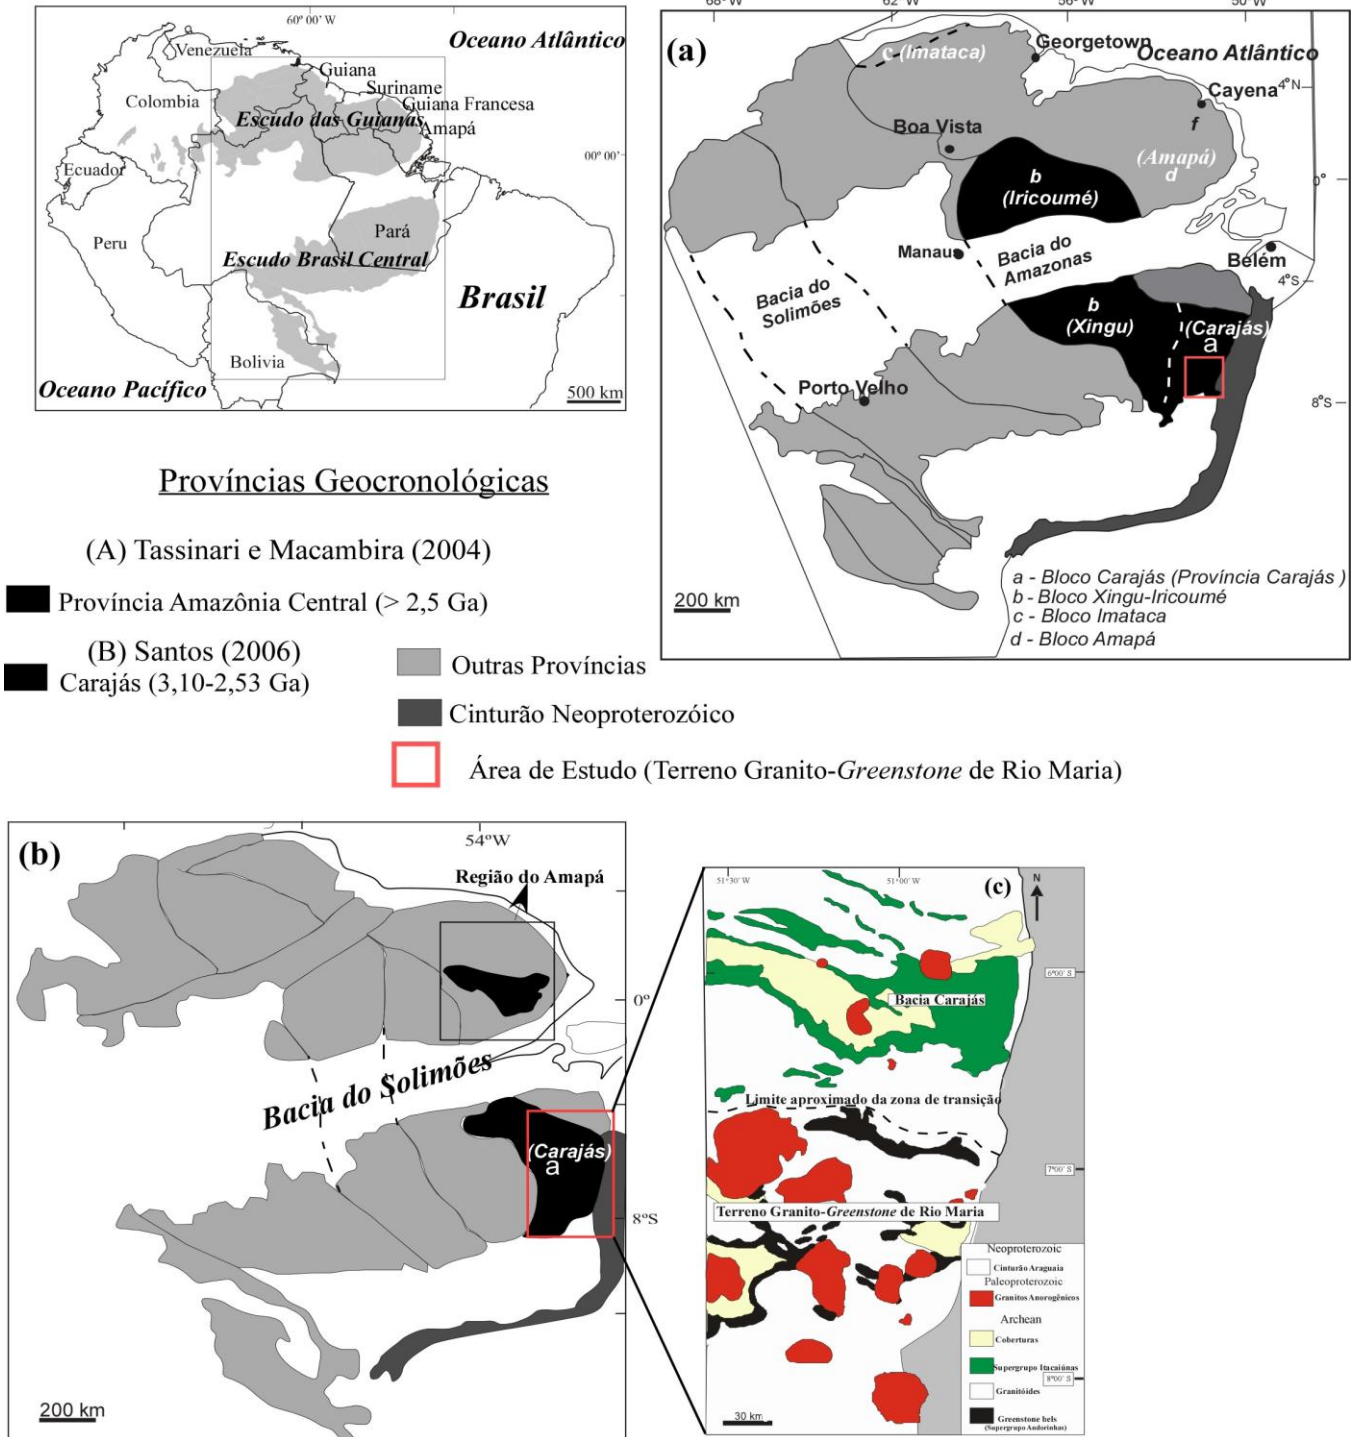 60° 00' W
Oceano Atlântico
Venezuela
Guiana
Suriname
Colombia
Guiana Francesa
Escudo das Guianas
Amapá
00° 00'
Ecuador
Pará
Peru
Escudo Brasil Central
Brasil
Bolivia
Oceano Pacífico
500 km
68°W
62°W
56°W
50°W
(a)
c (Imataca)
Georgetown
Oceano Atlântico
4°N
Cayena
f
Boa Vista
(Amapá)
d
b
(Iricoumé)
0°
Manaus
Bacia do
Amazonas
Belém
4°S
Bacia do
Solimões
b
(Xingu)
(Carajás)
a
Porto Velho
8°S
a - Bloco Carajás (Província Carajás )
b - Bloco Xingu-Iricoumé
c - Bloco Imataca
d - Bloco Amapá
200 km
Províncias Geocronológicas
(A) Tassinari e Macambira (2004)
Província Amazônia Central (> 2,5 Ga)
(B) Santos (2006)
Carajás (3,10-2,53 Ga)
Outras Províncias
Cinturão Neoproterozóico
Área de Estudo (Terreno Granito-Greenstone de Rio Maria)
(b)
54°W
Região do Amapá
0°
Bacia do Solimões
(Carajás)
a
8°S
200 km
51°30' W
51°00' W
(c)
N
6°00' S
Bacia Carajás
Limite aproximado da zona de transição
7°00' S
Terreno Granito-Greenstone de Rio Maria
Neoproterozoic
Cinturão Araguaia
Paleoproterozoic
Granitos Anorogênicos
Archean
Coberturas
Supergrupo Itacaiúnas
8°00' S
Granitóides
Greenstone bels
(Supergrupo Andorinhas)
30 km